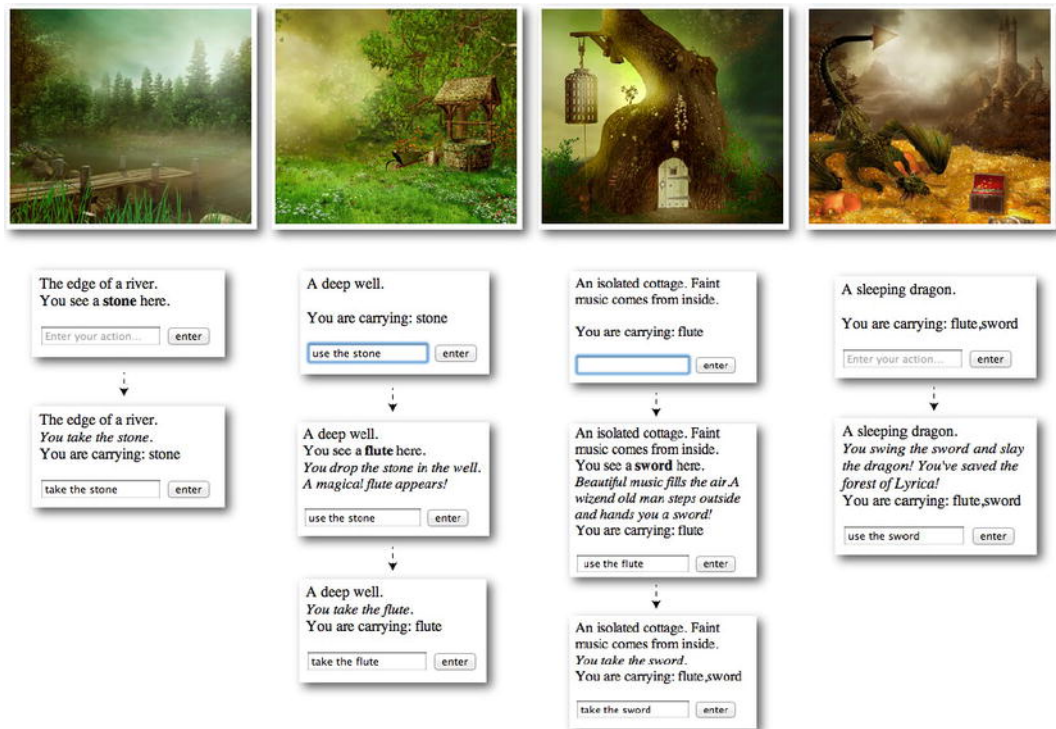 The edge of a river.
You see a stone here.
Enter your action...
enter
The edge of a river.
You take the stone.
You are carrying: stone
take the stone
enter
A deep well.
You are carrying: stone
use the stone
enter
A deep well.
You see a flute here.
You drop the stone in the well.
A magical flute appears!
use the stone
enter
A deep well.
You take the flute.
You are carrying: flute
take the flute
enter
An isolated cottage. Faint
music comes from inside.
You are carrying: flute
enter
An isolated cottage. Faint
music comes from inside.
You see a sword here.
Beautiful music fills the air.A
wizend old man steps outside
and hands you a sword!
You are carrying: flute
use the flute
enter
An isolated cottage. Faint
music comes from inside.
You take the sword.
You are carrying: flute,sword
take the sword
enter
A sleeping dragon.
You are carrying: flute,sword
Enter your action...
enter
A sleeping dragon.
You swing the sword and slay
the dragon! You've saved the
forest of Lyrica!
You are carrying: flute,sword
use the sword
enter